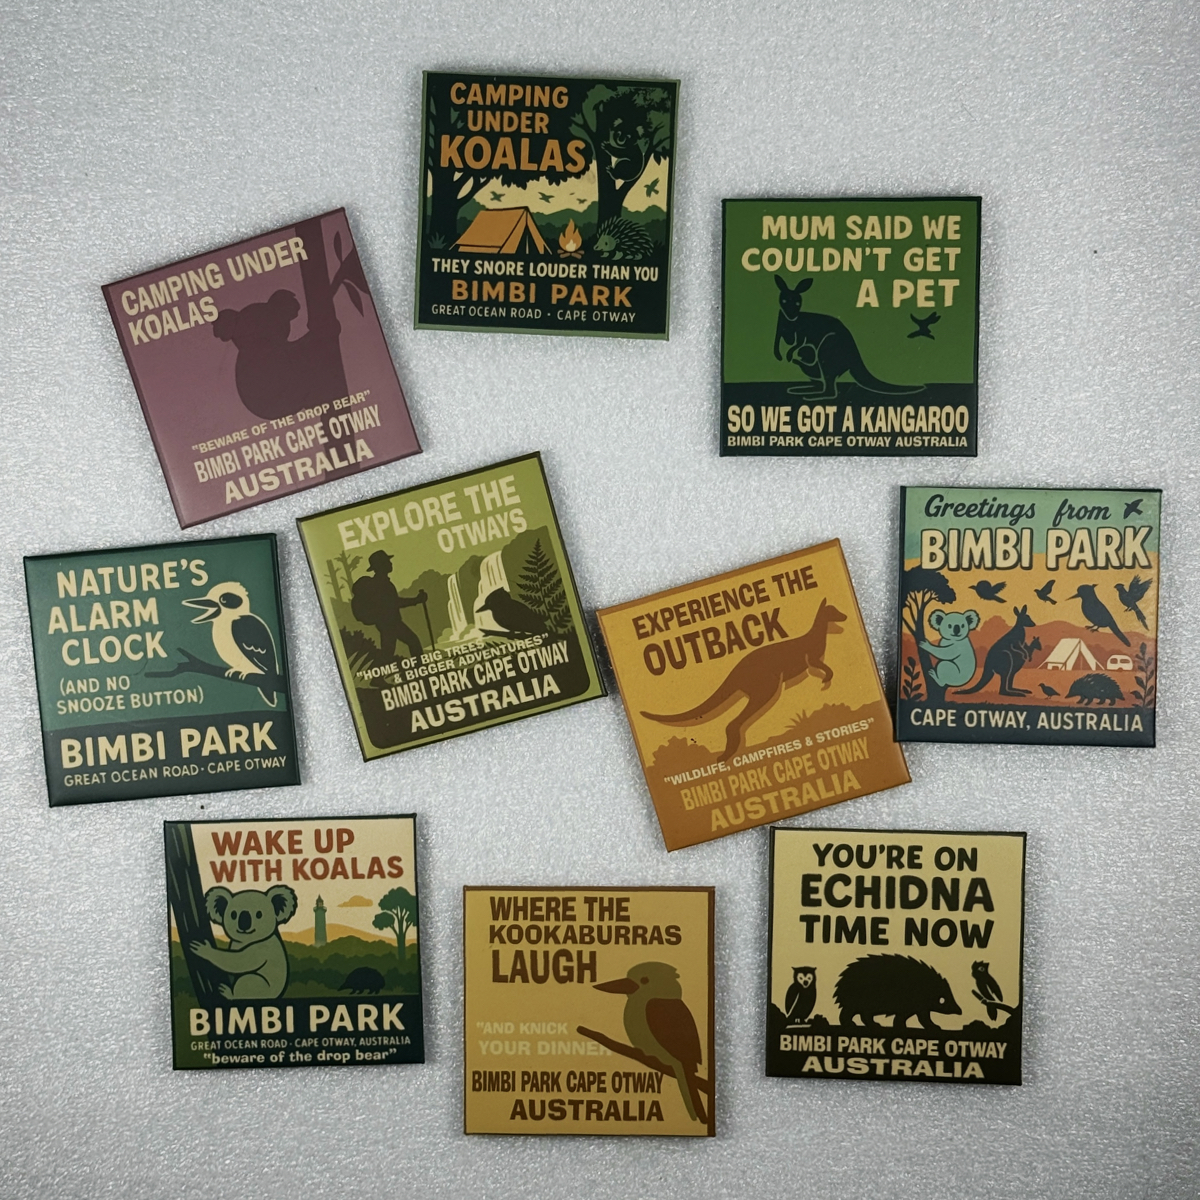 CAMPING
UNDER
KOALAS
THEY SNORE LOUDER THAN YOU
BIMBI PARK
GREAT OCEAN ROAD · CAPE OTWAY
CAMPING UNDER
KOALAS
"BEWARE OF THE DROP BEAR"
BIMBI PARK CAPE OTWAY
AUSTRALIA
MUM SAID WE
COULDN'T GET
A PET
SO WE GOT A KANGAROO
BIMBI PARK CAPE OTWAY AUSTRALIA
EXPLORE THE
OTWAYS
"HOME OF BIG TREES
& BIGGER ADVENTURES"
BIMBI PARK CAPE OTWAY
AUSTRALIA
Greetings from
BIMBI PARK
CAPE OTWAY, AUSTRALIA
NATURE'S
ALARM
CLOCK
(AND NO
SNOOZE BUTTON)
BIMBI PARK
GREAT OCEAN ROAD · CAPE OTWAY
EXPERIENCE THE
OUTBACK
"WILDLIFE, CAMPFIRES & STORIES"
BIMBI PARK CAPE OTWAY
AUSTRALIA
WAKE UP
WITH KOALAS
BIMBI PARK
GREAT OCEAN ROAD · CAPE OTWAY, AUSTRALIA
"beware of the drop bear"
WHERE THE
KOOKABURRAS
LAUGH
"AND KNICK
YOUR DINNER
BIMBI PARK CAPE OTWAY
AUSTRALIA
YOU'RE ON
ECHIDNA
TIME NOW
BIMBI PARK CAPE OTWAY
AUSTRALIA